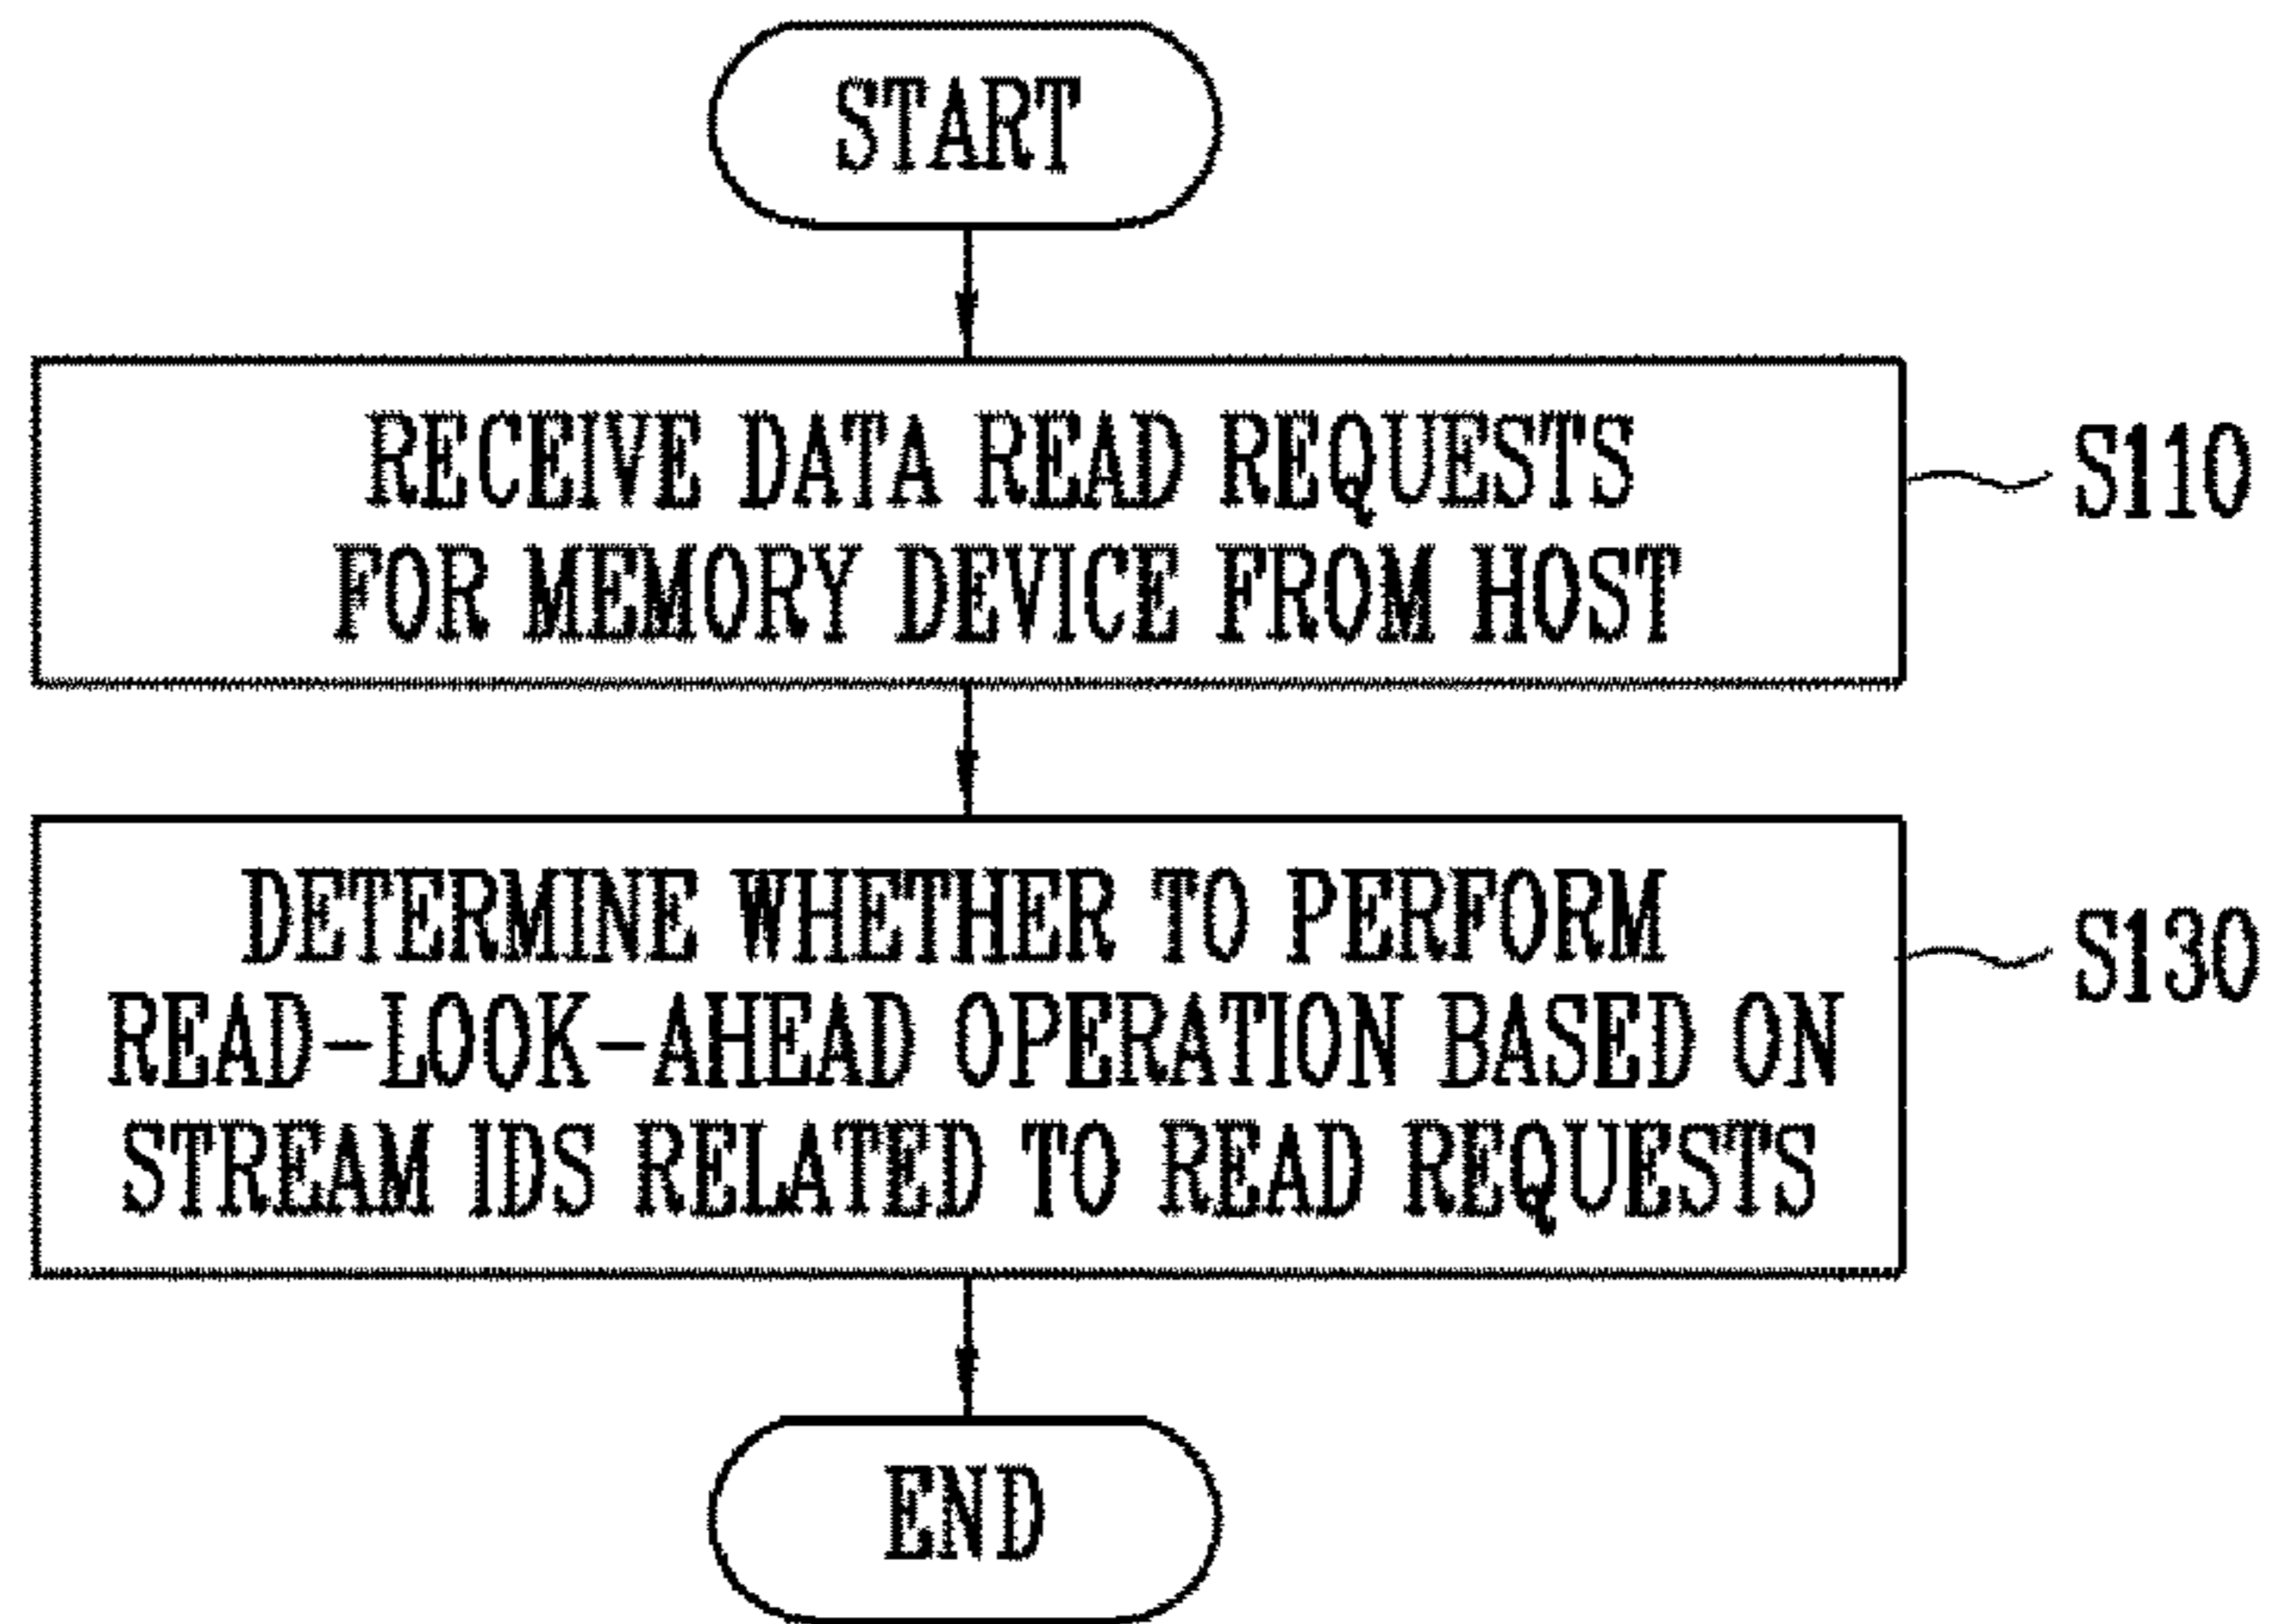 START
RECEIVE DATA READ REQUESTS
FOR MEMORY DEVICE FROM HOST
S110
DETERMINE WHETHER TO PERFORM
READ-LOOK-AHEAD OPERATION BASED ON
STREAM IDS RELATED TO READ REQUESTS
S130
END